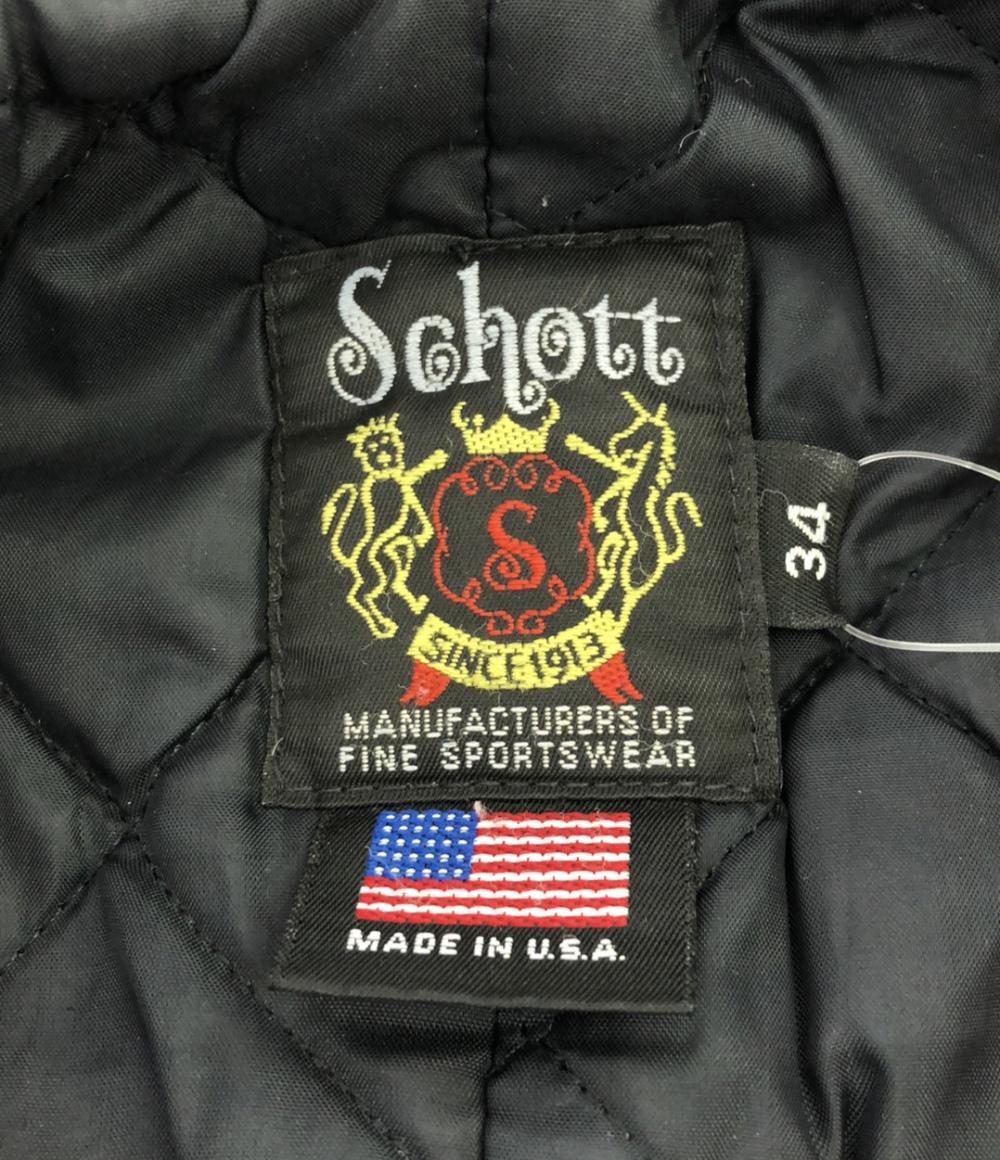 Schott
S
SINCE 1913
MANUFACTURERS OF
FINE SPORTSWEAR
34
MADE IN U.S.A.